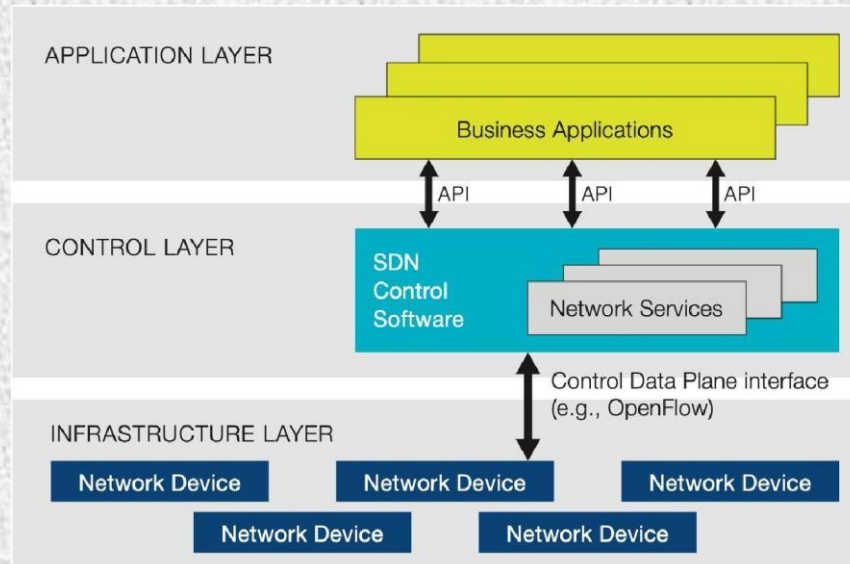 APPLICATION LAYER
Business Applications
API
API
API
CONTROL LAYER
SDN
Control
Software
Network Services
Control Data Plane interface
(e.g., OpenFlow)
INFRASTRUCTURE LAYER
Network Device
Network Device
Network Device
Network Device
Network Device